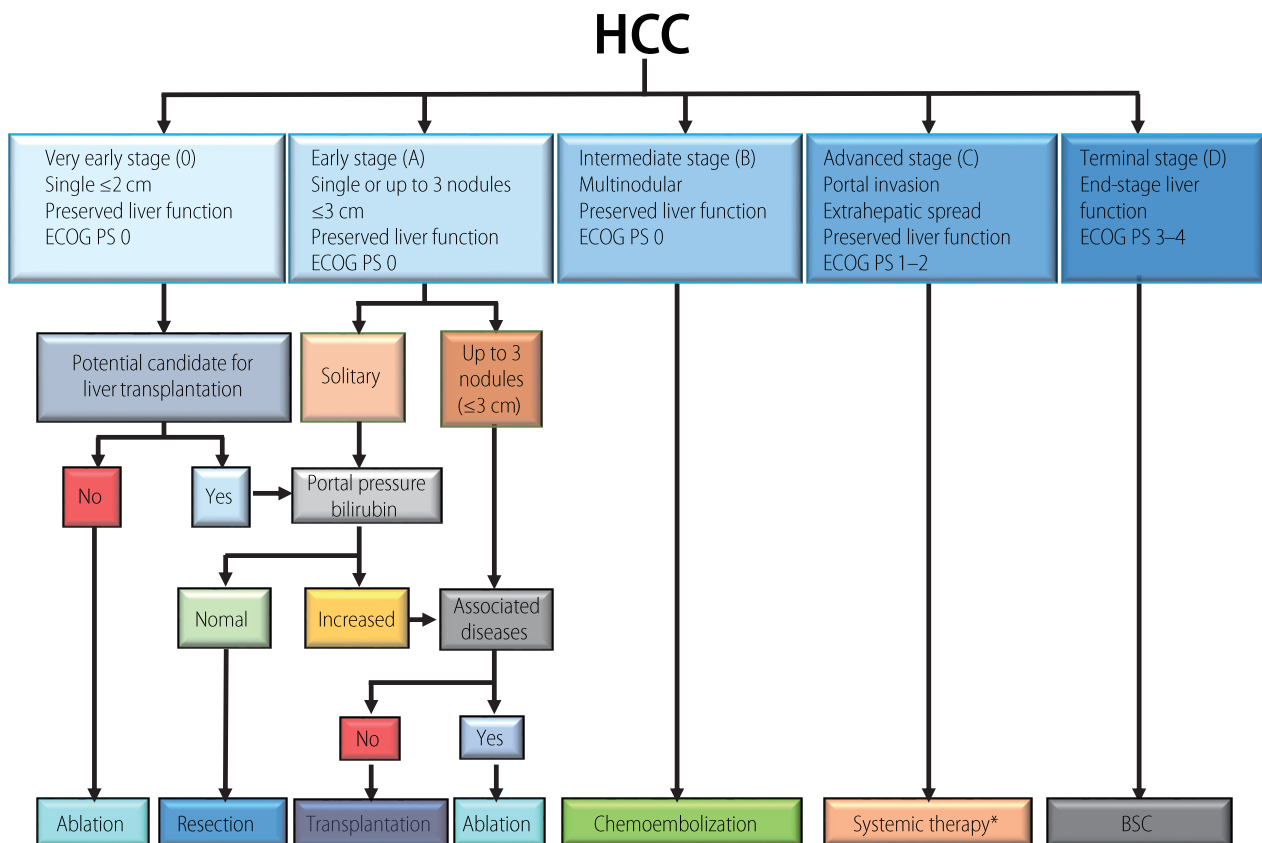 HCC
Very early stage (0)
Single ≤2 cm
Preserved liver function
ECOG PS 0
Early stage (A)
Single or up to 3 nodules
≤3 cm
Preserved liver function
ECOG PS 0
Intermediate stage (B)
Multinodular
Preserved liver function
ECOG PS 0
Advanced stage (C)
Portal invasion
Extrahepatic spread
Preserved liver function
ECOG PS 1–2
Terminal stage (D)
End-stage liver
function
ECOG PS 3–4
Potential candidate for
liver transplantation
Solitary
Up to 3
nodules
(≤3 cm)
No
Yes
Portal pressure
bilirubin
Normal
Increased
Associated
diseases
No
Yes
Ablation
Resection
Transplantation
Ablation
Chemoembolization
Systemic therapy*
BSC